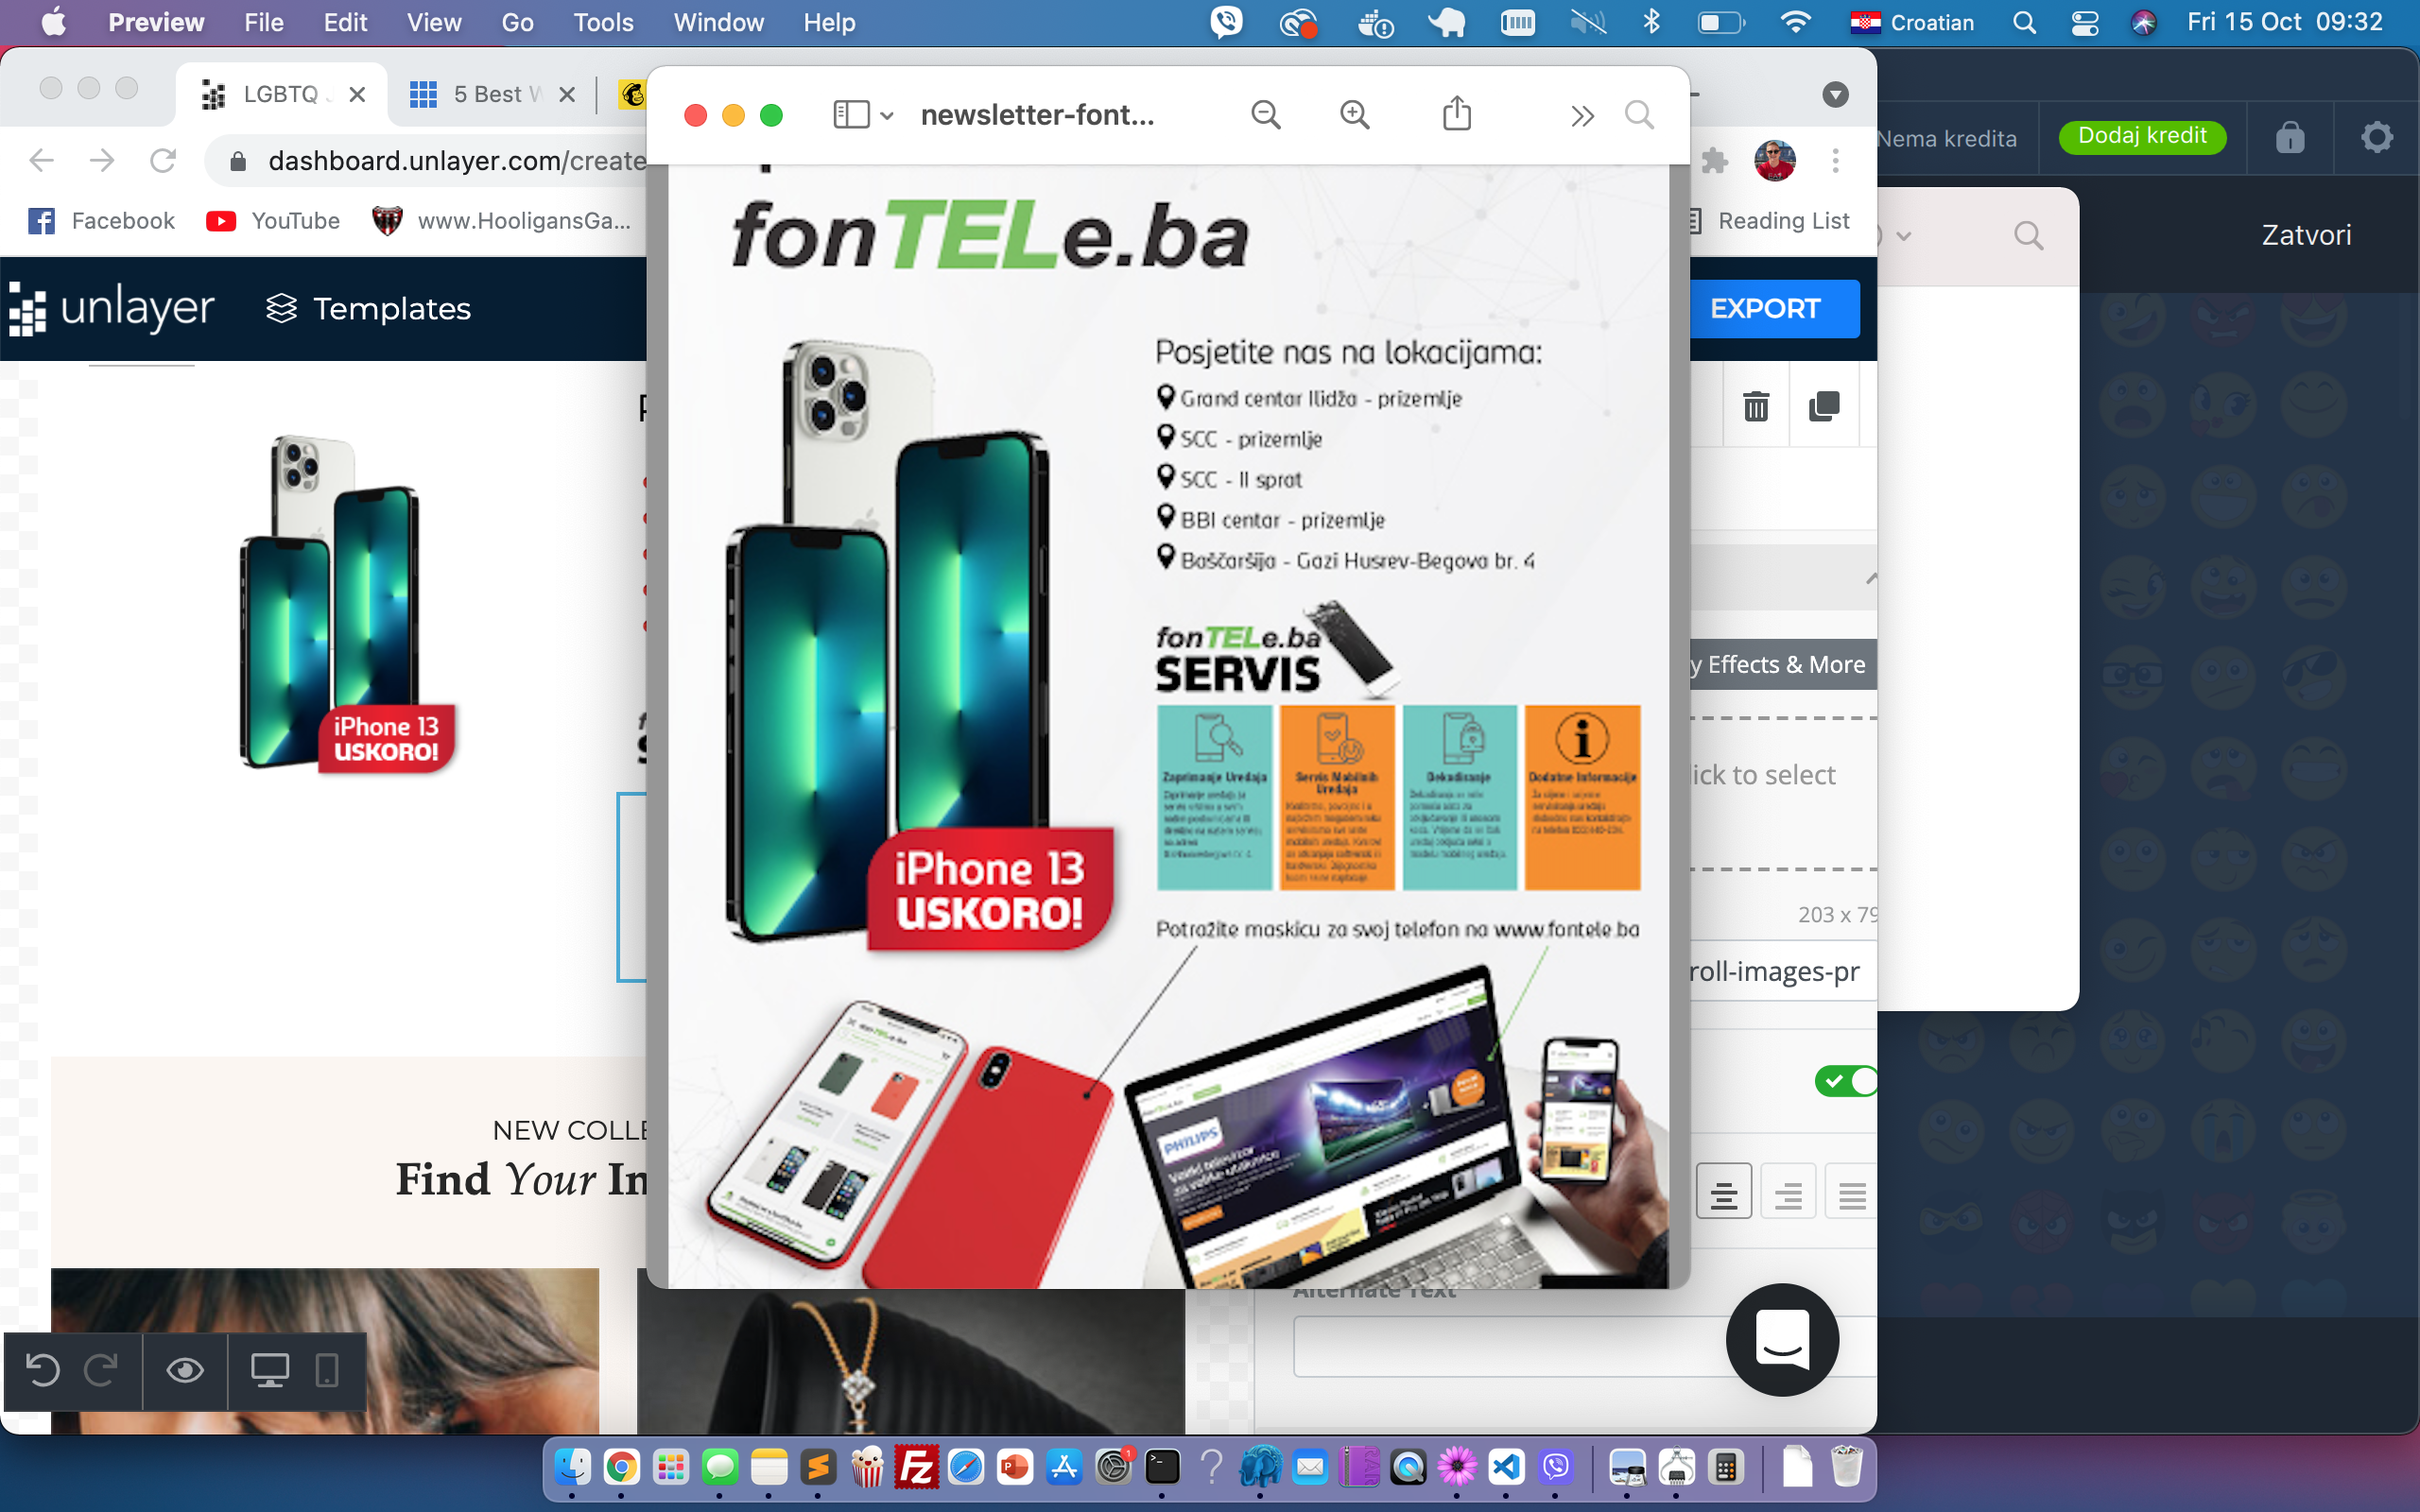 Preview File Edit View Go Tools Window Help
Croatian
Fri 15 Oct 09:32
LGBTQ
5 Best
newsletter-font...
Nema kredita
Dodaj kredit
dashboard.unlayer.com/create
Facebook
YouTube
www.HooligansGa...
Reading List
Zatvori
unlayer
Templates
EXPORT
fonTELe.ba
Posjetite nas na lokacijama:
Grand centar Ilidža - prizemlje
SCC - prizemlje
SCC - II sprat
BBI centar - prizemlje
Baščaršija - Gazi Husrev-Begova br. 4
fonTELe.ba
SERVIS
y Effects & More
iPhone 13
USKORO!
Zaprimanje Uređaja
Servis Mobilnih
Uređaja
Dekodiranje
Dodatne Informacije
ick to select
iPhone 13
USKORO!
203 x 79
Potražite maskicu za svoj telefon na www.fontele.ba
roll-images-pr
PHILIPS
NEW COLLE
Find Your In
Alternate Text